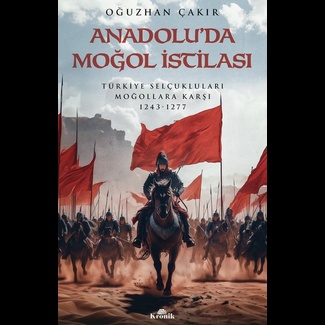 OĞUZHAN ÇAKIR
ANADOLU'DA
MOĞOL İSTİLASI
TÜRKİYE SELÇUKLULARI
MOĞOLLARA KARŞI
1243-1277
Kronik